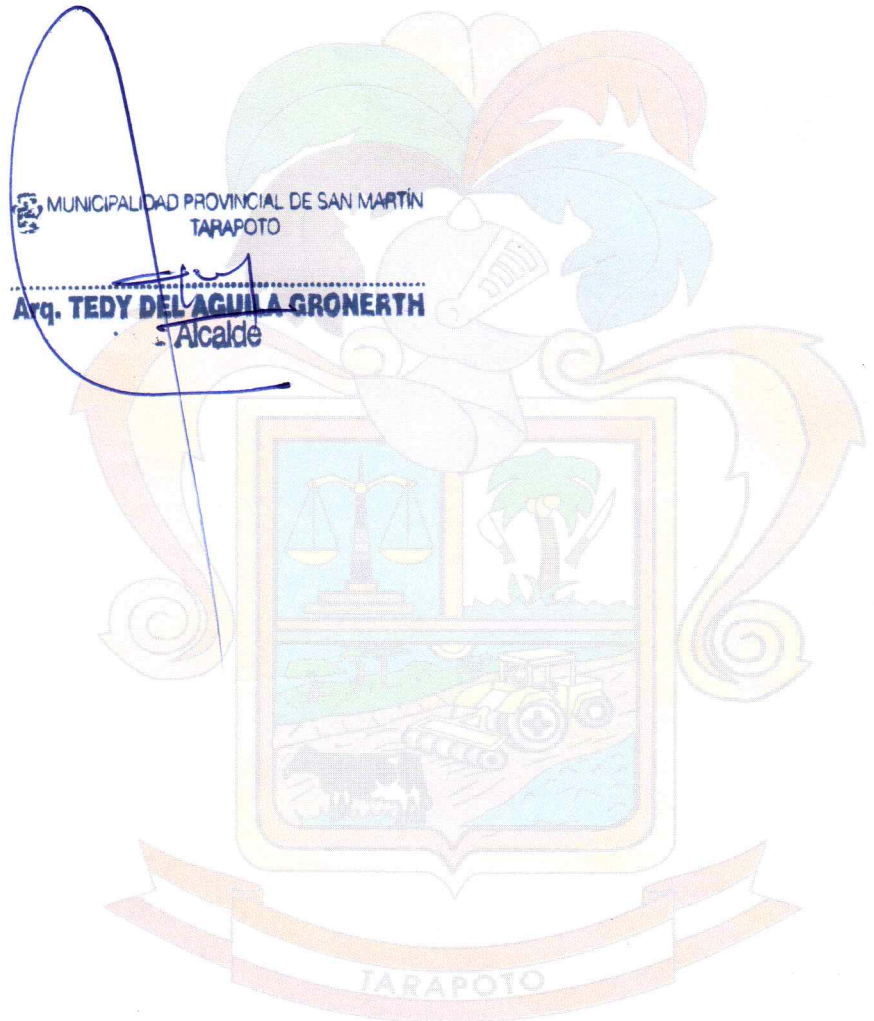 MUNICIPALIDAD PROVINCIAL DE SAN MARTÍN
TARAPOTO
Arq. TEDY DEL AGUILA GRONERTH
Alcalde
TARAPOTO